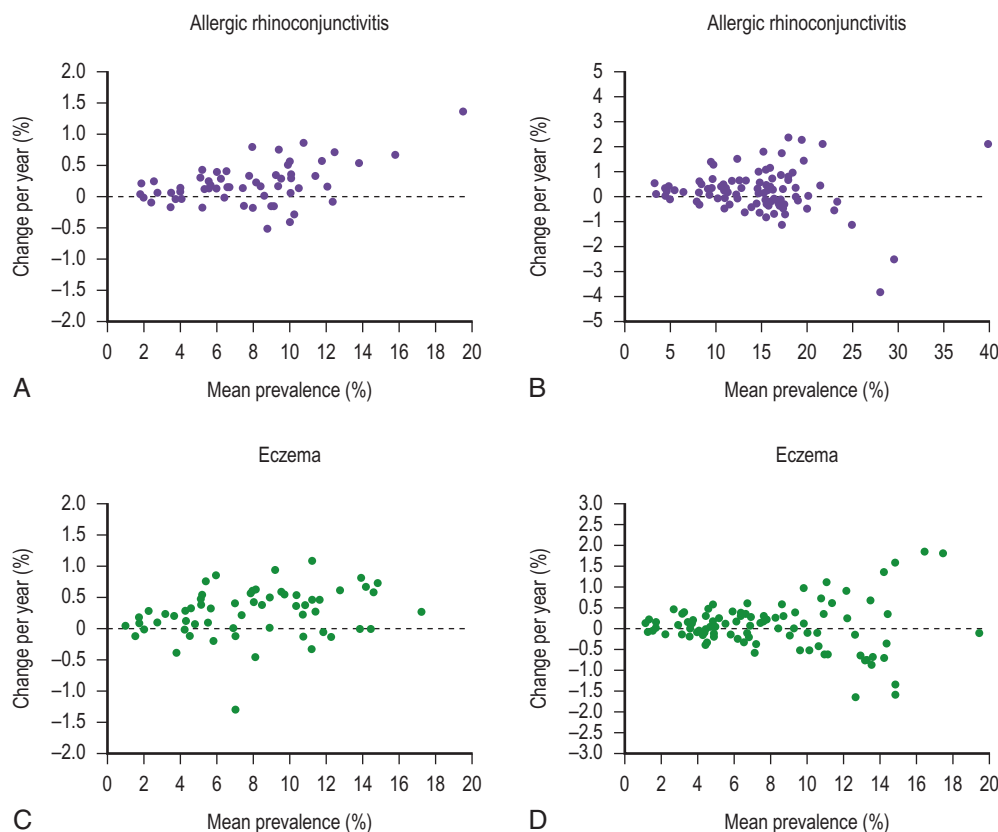 Allergic rhinoconjunctivitis
Change per year (%)
2.0
1.5
1.0
0.5
0
–0.5
–1.0
–1.5
–2.0
0 2 4 6 8 10 12 14 16 18 20
Mean prevalence (%)
A
Allergic rhinoconjunctivitis
Change per year (%)
5
4
3
2
1
0
–1
–2
–3
–4
–5
0 5 10 15 20 25 30 35 40
Mean prevalence (%)
B
Eczema
Change per year (%)
2.0
1.5
1.0
0.5
0
0.5
–1.0
–1.5
–2.0
0 2 4 6 8 10 12 14 16 18 20
Mean prevalence (%)
C
Eczema
Change per year (%)
3.0
2.5
2.0
1.5
1.0
0.5
0
0.5
–1.0
–1.5
–2.0
–2.5
–3.0
0 2 4 6 8 10 12 14 16 18 20
Mean prevalence (%)
D